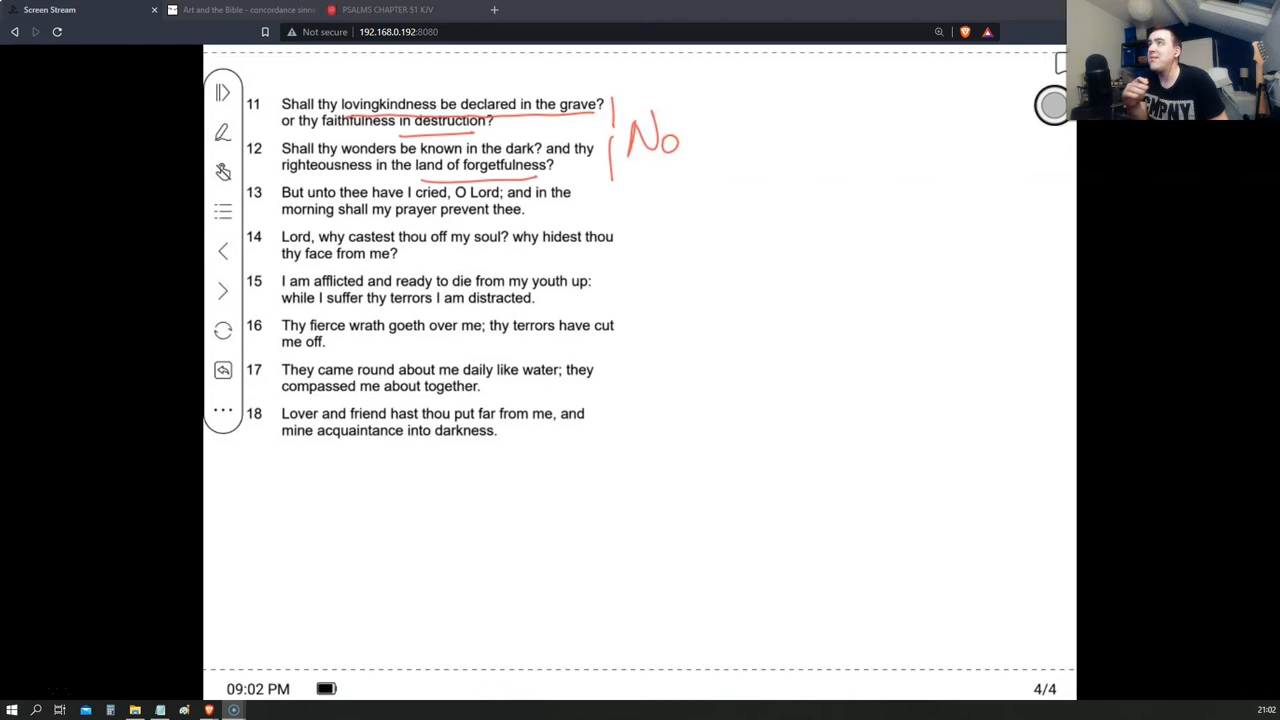 Screen Stream
Art and the Bible - concordance sinne
PSALMS CHAPTER 51 KJV
Not secure
192.168.0.192:8080
11 Shall thy lovingkindness be declared in the grave?
or thy faithfulness in destruction?
12 Shall thy wonders be known in the dark? and thy
righteousness in the land of forgetfulness?
No
13 But unto thee have I cried, O Lord; and in the
morning shall my prayer prevent thee.
14 Lord, why castest thou off my soul? why hidest thou
thy face from me?
15 I am afflicted and ready to die from my youth up:
while I suffer thy terrors I am distracted.
16 Thy fierce wrath goeth over me; thy terrors have cut
me off.
17 They came round about me daily like water; they
compassed me about together.
18 Lover and friend hast thou put far from me, and
mine acquaintance into darkness.
09:02 PM
4/4
21:02